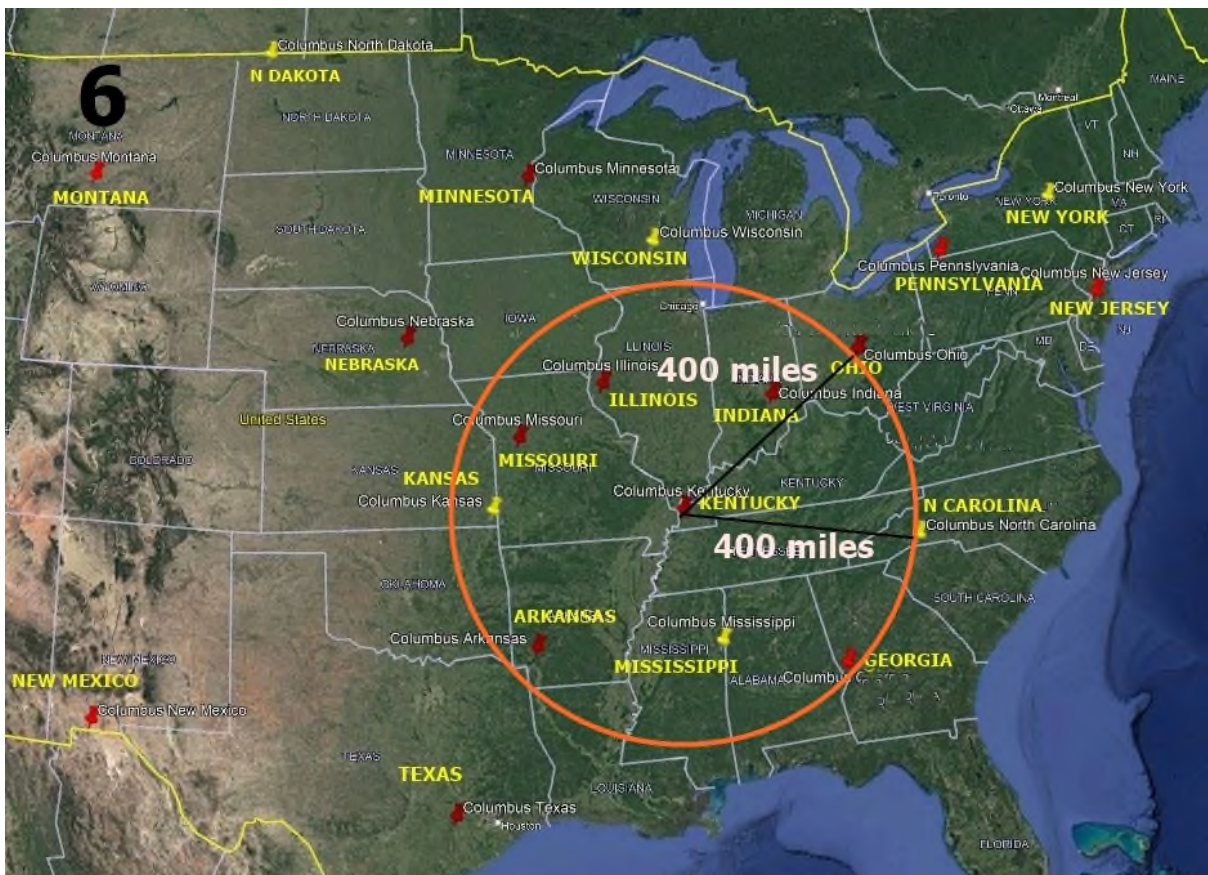 Columbus North Dakota
N DAKOTA
6
MONTANA
NORTH DAKOTA
MAINE
Montreal
Ottawa
VT
NH
Columbus Montana
MONTANA
MINNESOTA
Columbus Minnesota
MINNESOTA
WISCONSIN
Toronto
Columbus New York
NEW YORK
NEW YORK
MA
CT
RI
MICHIGAN
SOUTH DAKOTA
Columbus Wisconsin
WISCONSIN
Columbus Pennslyvania
PENNSYLVANIA
PENN
Columbus New Jersey
NEW JERSEY
NJ
WYOMING
Chicago
Columbus Nebraska
NEBRASKA
NEBRASKA
IOWA
ILLINOIS
Columbus Illinois
ILLINOIS
400 miles
Columbus Ohio
OHIO
MD
DE
Columbus Indiana
INDIANA
WEST VIRGINIA
United States
Columbus Missouri
MISSOURI
MISSOURI
COLORADO
KANSAS
KANSAS
Columbus Kansas
Columbus Kentucky
KENTUCKY
KENTUCKY
N CAROLINA
Columbus North Carolina
400 miles
TENNESSEE
OKLAHOMA
ARKANSAS
Columbus Arkansas
Columbus Mississippi
MISSISSIPPI
MISSISSIPPI
SOUTH CAROLINA
ALABAMA
Columbus
GEORGIA
NEW MEXICO
NEW MEXICO
Columbus New Mexico
TEXAS
TEXAS
Columbus Texas
Houston
LOUISIANA
FLORIDA